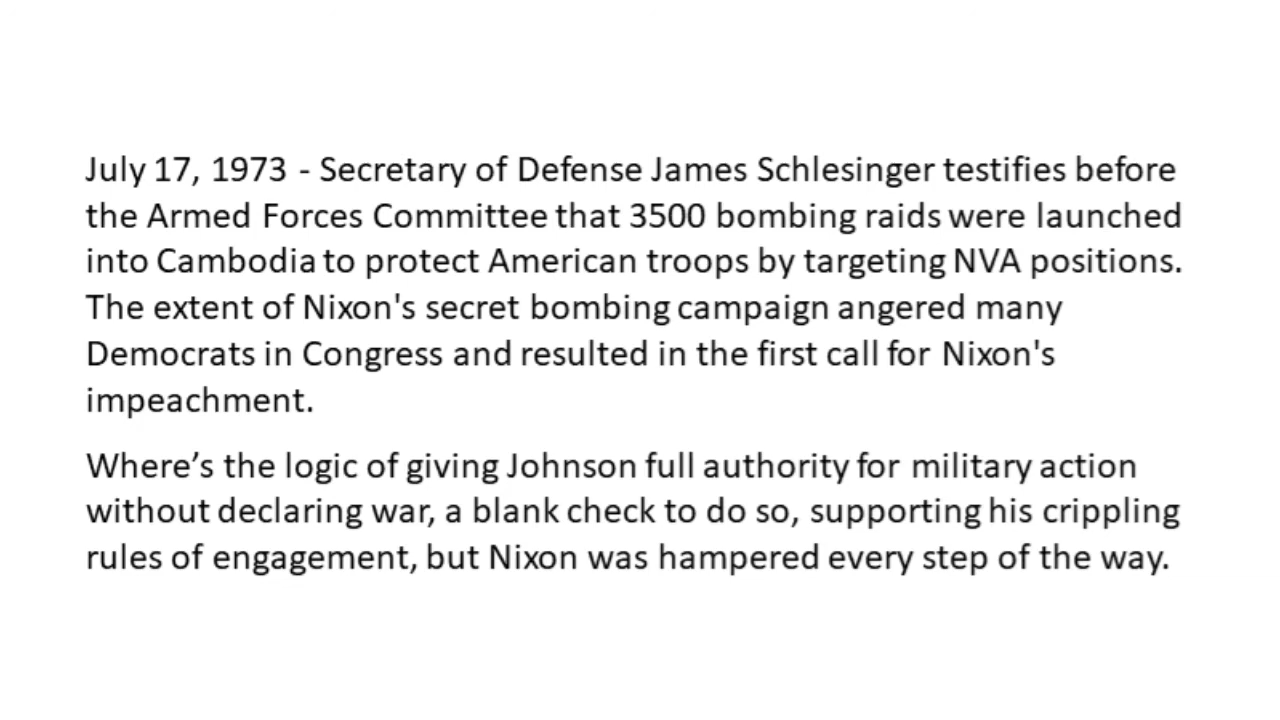 July 17, 1973 - Secretary of Defense James Schlesinger testifies before
the Armed Forces Committee that 3500 bombing raids were launched
into Cambodia to protect American troops by targeting NVA positions.
The extent of Nixon's secret bombing campaign angered many
Democrats in Congress and resulted in the first call for Nixon's
impeachment.
Where’s the logic of giving Johnson full authority for military action
without declaring war, a blank check to do so, supporting his crippling
rules of engagement, but Nixon was hampered every step of the way.